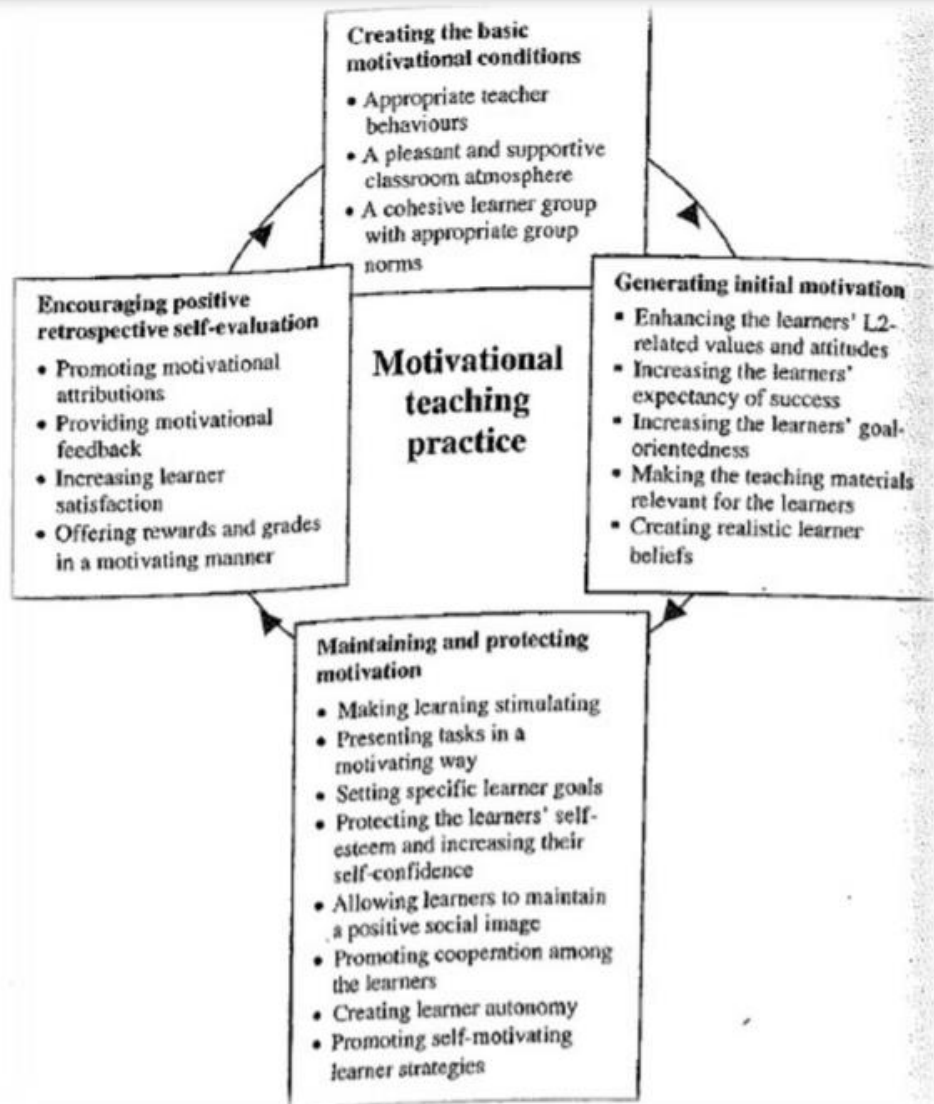 Creating the basic
motivational conditions
• Appropriate teacher
behaviours
• A pleasant and supportive
classroom atmosphere
• A cohesive learner group
with appropriate group
norms
Generating initial motivation
▪ Enhancing the learners' L2-
related values and attitudes
▪ Increasing the learners'
expectancy of success
▪ Increasing the learners' goal-
orientedness
▪ Making the teaching materials
relevant for the learners
▪ Creating realistic learner
beliefs
Motivational
teaching
practice
Encouraging positive
retrospective self-evaluation
• Promoting motivational
attributions
• Providing motivational
feedback
• Increasing learner
satisfaction
• Offering rewards and grades
in a motivating manner
Maintaining and protecting
motivation
• Making learning stimulating
• Presenting tasks in a
motivating way
• Setting specific learner goals
• Protecting the learners' self-
esteem and increasing their
self-confidence
• Allowing learners to maintain
a positive social image
• Promoting cooperation among
the learners
• Creating learner autonomy
• Promoting self-motivating
learner strategies